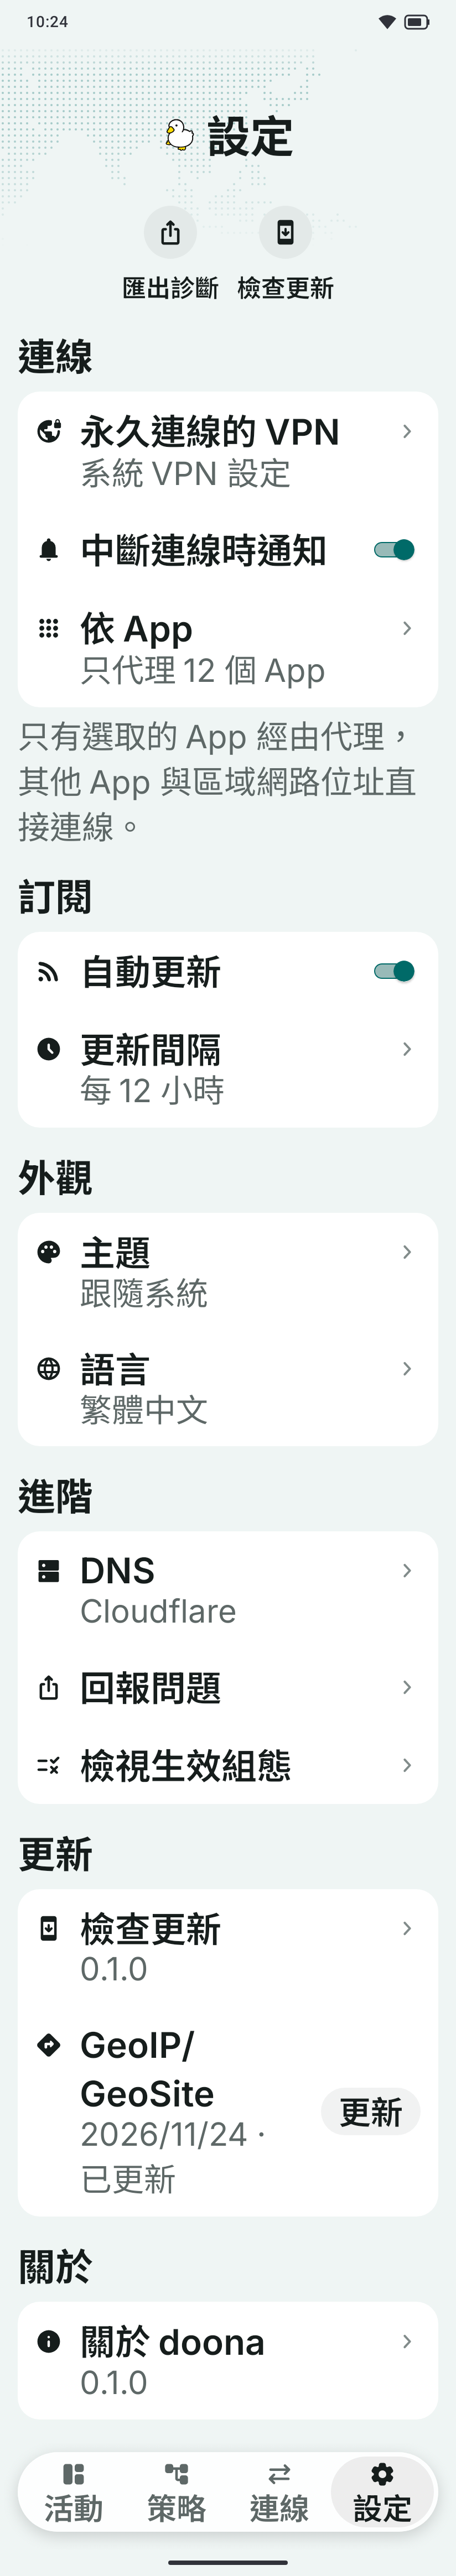 10:24
設定
匯出診斷 檢查更新
連線
永久連線的 VPN
系統 VPN 設定
中斷連線時通知
依 App
只代理 12 個 App
只有選取的 App 經由代理，
其他 App 與區域網路位址直
接連線。
訂閱
自動更新
更新間隔
每 12 小時
外觀
主題
跟隨系統
語言
繁體中文
進階
DNS
Cloudflare
回報問題
檢視生效組態
更新
檢查更新
0.1.0
GeoIP/
GeoSite
2026/11/24 ·
已更新
更新
關於
關於 doona
0.1.0
活動 策略 連線 設定